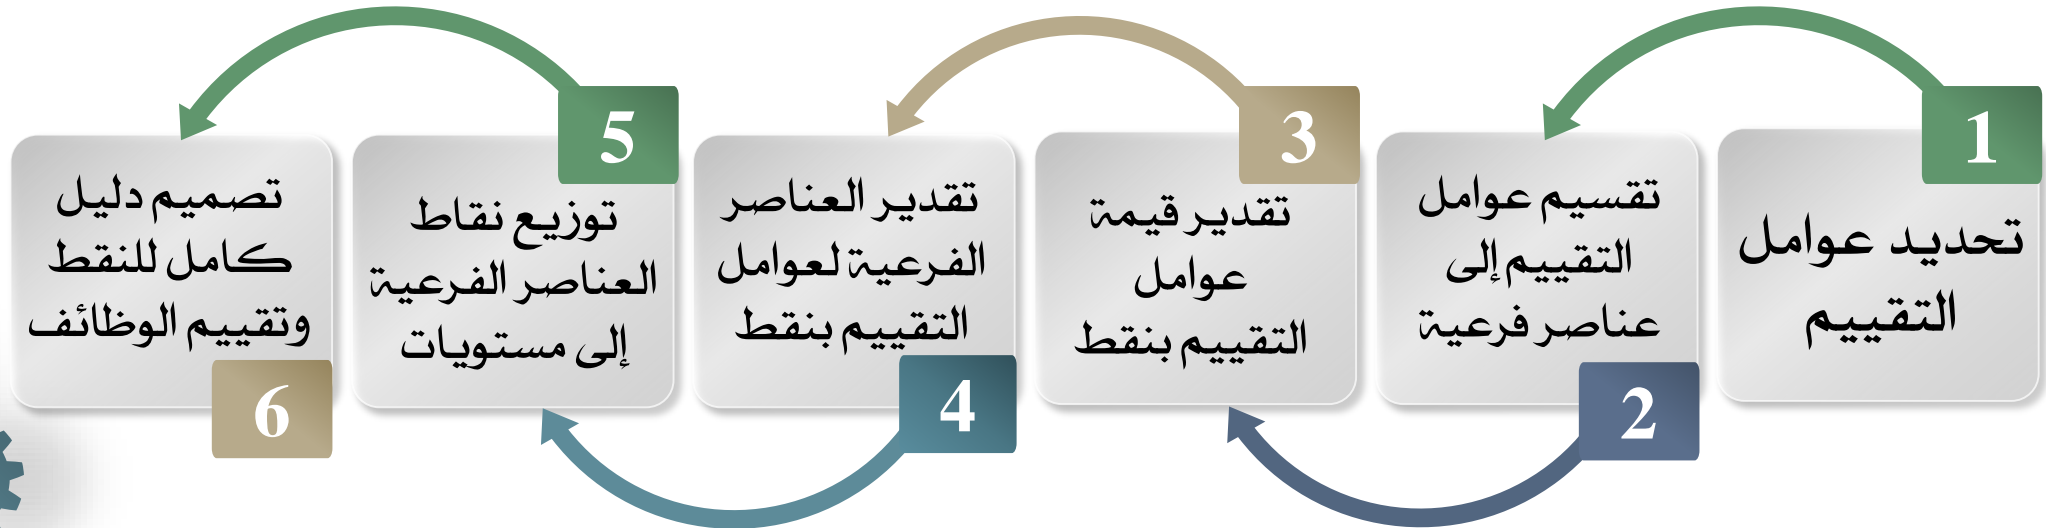 1
تحديد عوامل
التقييم
2
تقسيم عوامل
التقييم إلى
عناصر فرعية
3
تقدير قيمة
عوامل
التقييم بنقط
4
تقدير العناصر
الفرعية لعوامل
التقييم بنقط
5
توزيع نقاط
العناصر الفرعية
إلى مستويات
6
تصميم دليل
كامل للنقط
وتقييم الوظائف